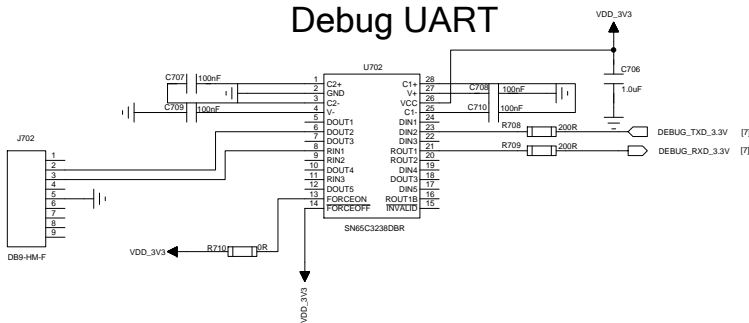 Debug UART
VDD_3V3
U702
C707
100nF
C709
100nF
1 C2+
2 GND
3 C2-
4 V-
5 DOUT1
6 DOUT2
7 DOUT3
8 RIN1
9 RIN2
10 DOUT4
11 RIN3
12 DOUT5
13 FORCEON
14 FORCEOFF
C1+ 28
V+ 27
VCC 26
C1- 25
DIN1 24
DIN2 23
DIN3 22
ROUT1 21
ROUT2 20
DIN4 19
DOUT3 18
DIN5 17
ROUT1B 16
INVALID 15
SN65C3238DBR
C708
100nF
C710
100nF
C706
1.0uF
R708 200R
DEBUG_TXD_3.3V [7]
R709 200R
DEBUG_RXD_3.3V [7]
J702
1
2
3
4
5
6
7
8
9
DB9-HM-F
VDD_3V3
R710 0R
VDD_3V3